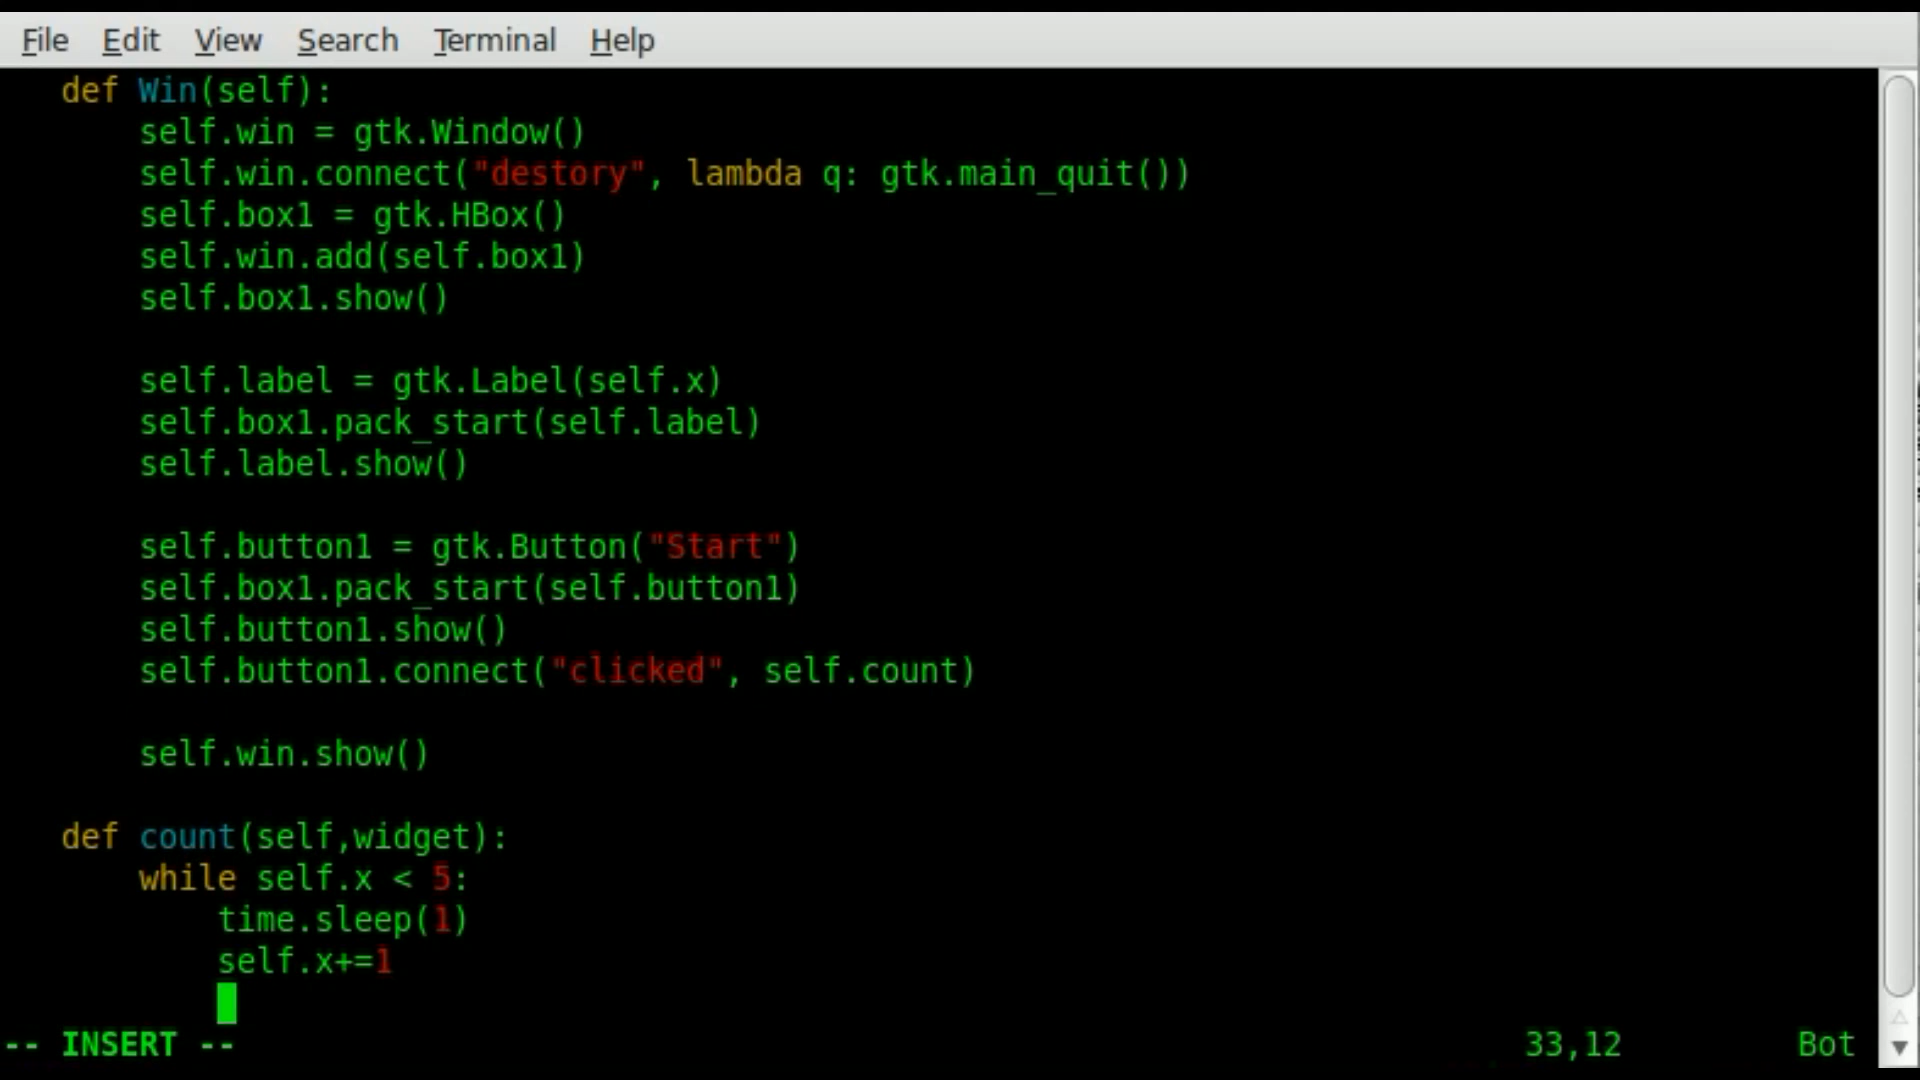 File Edit View Search Terminal Help
def Win(self):
self.win = gtk.Window()
self.win.connect("destory", lambda q: gtk.main_quit())
self.box1 = gtk.HBox()
self.win.add(self.box1)
self.box1.show()
self.label = gtk.Label(self.x)
self.box1.pack_start(self.label)
self.label.show()
self.button1 = gtk.Button("Start")
self.box1.pack_start(self.button1)
self.button1.show()
self.button1.connect("clicked", self.count)
self.win.show()
def count(self,widget):
while self.x < 5:
time.sleep(1)
self.x+=1
-- INSERT -- 33,12 Bot